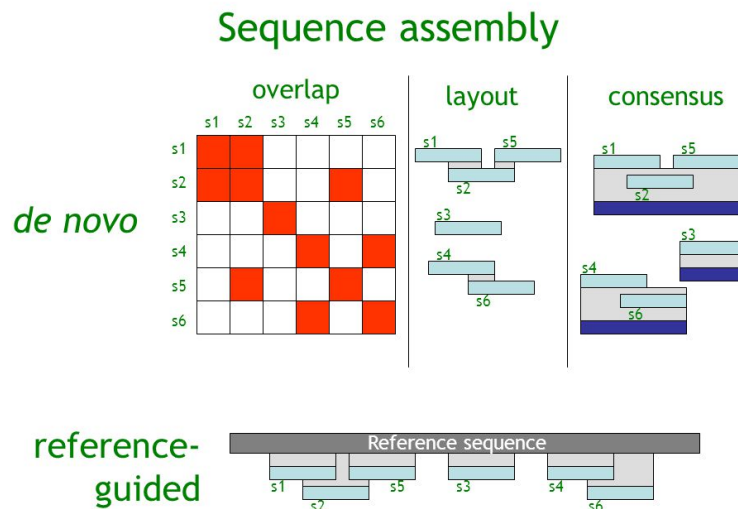 Sequence assembly
overlap
layout
consensus
s1 s2 s3 s4 s5 s6
s1
s2
s3
s4
s5
s6
s1 s5
s2
s3
s4
s6
s1 s5
s2
s3
s4
s6
de novo
reference-
guided
Reference sequence
s1 s5 s3 s4
s2 s6